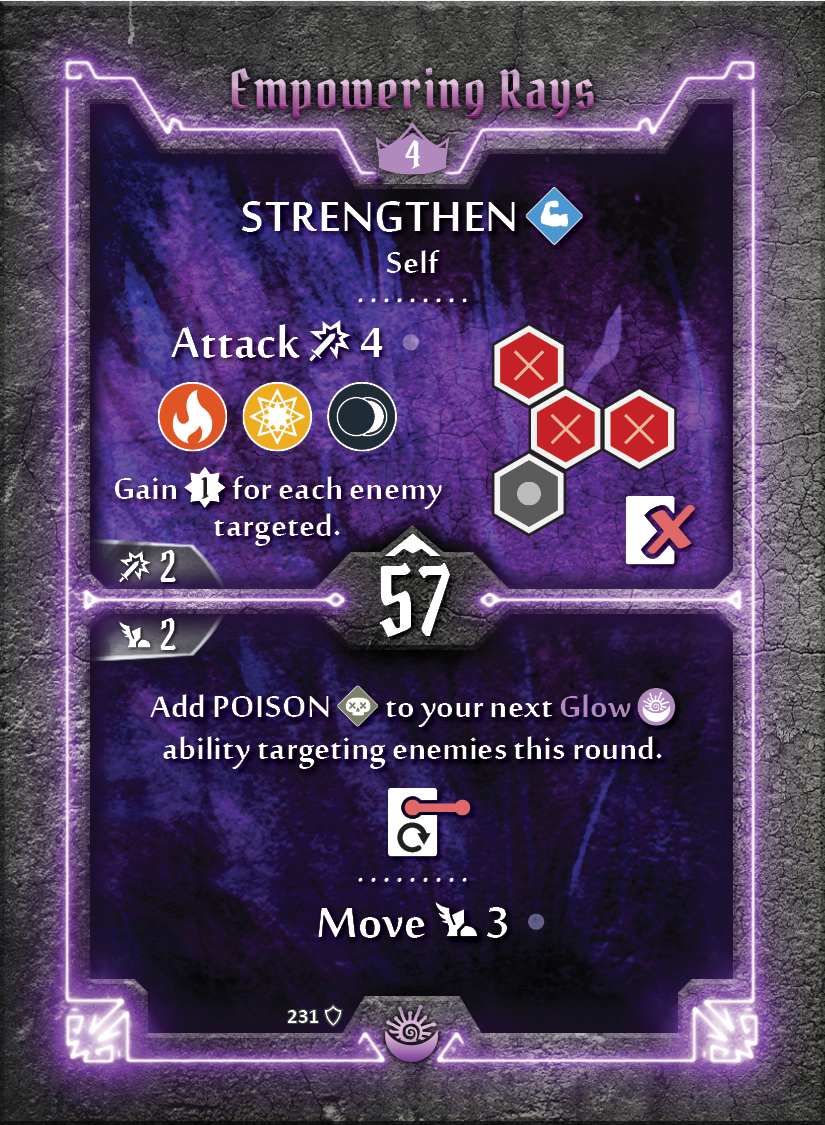 Empowering Rays
4
STRENGTHEN
Self
Attack 4
Gain 1 for each enemy
targeted.
2
57
2
Add POISON to your next Glow
ability targeting enemies this round.
Move 3
231